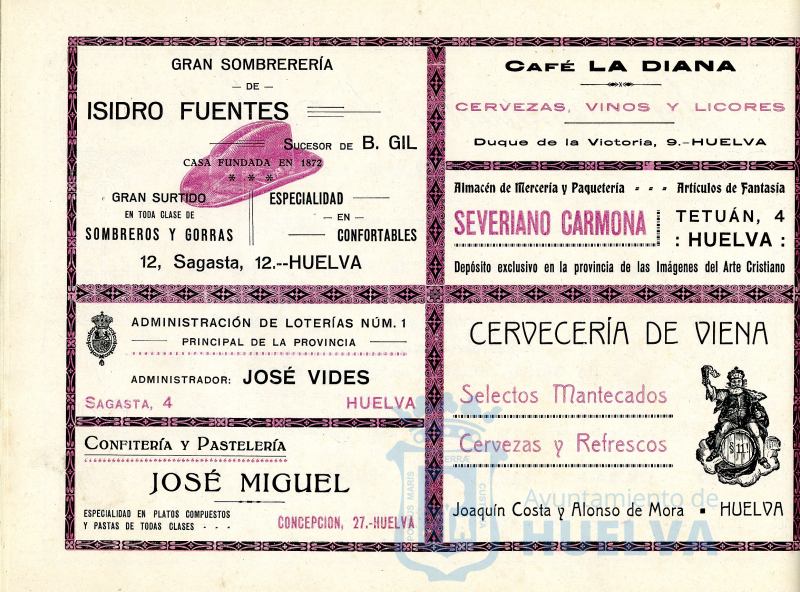 GRAN SOMBRERERÍA
— DE —
ISIDRO FUENTES
SUCESOR DE B. GIL
CASA FUNDADA EN 1872
* * *
GRAN SURTIDO
EN TODA CLASE DE
SOMBREROS Y GORRAS
ESPECIALIDAD
— EN —
CONFORTABLES
12, Sagasta, 12.--HUELVA
CAFÉ LA DIANA
CERVEZAS, VINOS Y LICORES
Duque de la Victoria, 9.-HUELVA
Almacén de Mercería y Paquetería - - - Artículos de Fantasía
SEVERIANO CARMONA
TETUÁN, 4
: HUELVA :
Depósito exclusivo en la provincia de las Imágenes del Arte Cristiano
ADMINISTRACIÓN DE LOTERÍAS NÚM. 1
PRINCIPAL DE LA PROVINCIA
ADMINISTRADOR: JOSÉ VIDES
SAGASTA, 4 HUELVA
CONFITERÍA Y PASTELERÍA
JOSÉ MIGUEL
ESPECIALIDAD EN PLATOS COMPUESTOS
Y PASTAS DE TODAS CLASES - - -
CONCEPCION, 27.-HUELVA
CERVECERÍA DE VIENA
Selectos Mantecados
Cervezas y Refrescos
Joaquín Costa y Alonso de Mora ▪ HUELVA
Ayuntamiento de
HUELVA